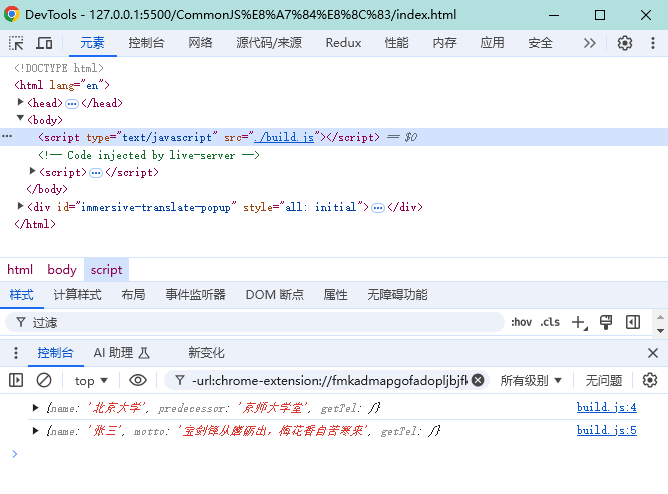 DevTools - 127.0.0.1:5500/CommonJS%E8%A7%84%E8%8C%83/index.html
元素 控制台 网络 源代码/来源 Redux 性能 内存 应用 安全
<!DOCTYPE html>
<html lang="en">
<head>⋯</head>
<body>
<script type="text/javascript" src="./build.js"></script> == $0
<!-- Code injected by live-server -->
<script>⋯</script>
</body>
<div id="immersive-translate-popup" style="all: initial">⋯</div>
</html>
html body script
样式 计算样式 布局 事件监听器 DOM 断点 属性 无障碍功能
过滤 :hov .cls
控制台 AI 助理 新变化
top -url:chrome-extension://fmkadmapgofadopljbjfk 所有级别 无问题
{name: '北京大学', predecessor: '京师大学堂', getTel: ƒ} build.js:4
{name: '张三', motto: '宝剑锋从磨砺出，梅花香自苦寒来', getTel: ƒ} build.js:5